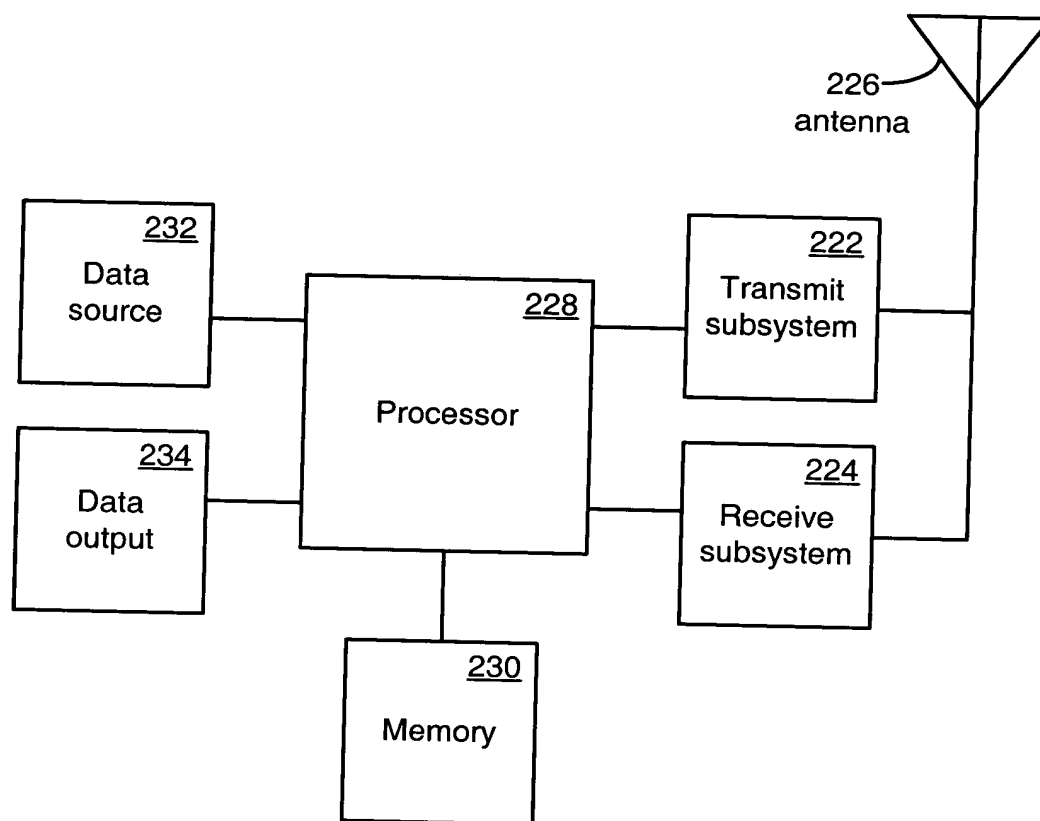 226
antenna
232
Data
source
228
Processor
222
Transmit
subsystem
234
Data
output
224
Receive
subsystem
230
Memory